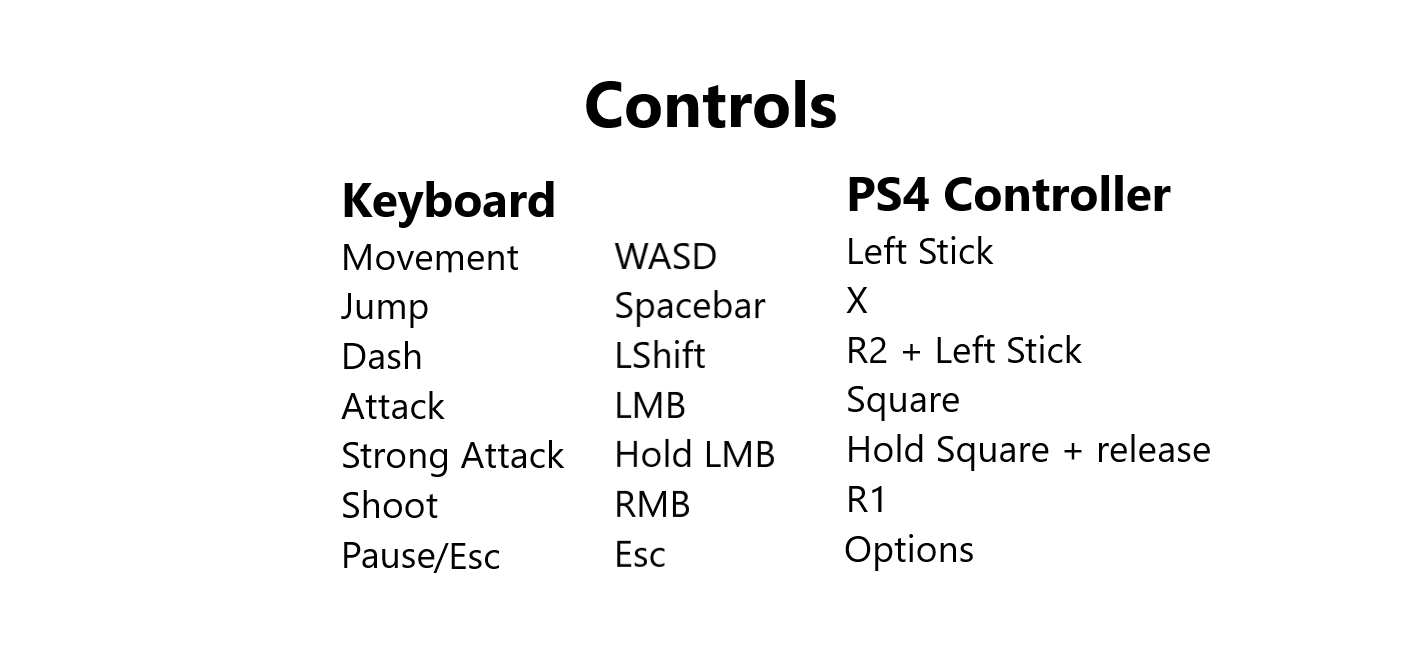 Controls
Keyboard PS4 Controller
Movement WASD Left Stick
Jump Spacebar X
Dash LShift R2 + Left Stick
Attack LMB Square
Strong Attack Hold LMB Hold Square + release
Shoot RMB R1
Pause/Esc Esc Options